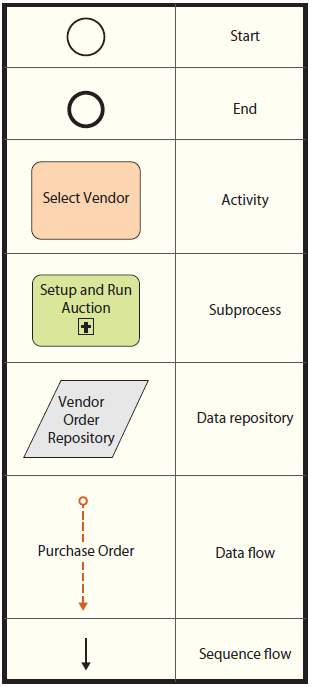 Start
End
Select Vendor
Activity
Setup and Run
Auction
Subprocess
Vendor
Order
Repository
Data repository
Purchase Order
Data flow
Sequence flow